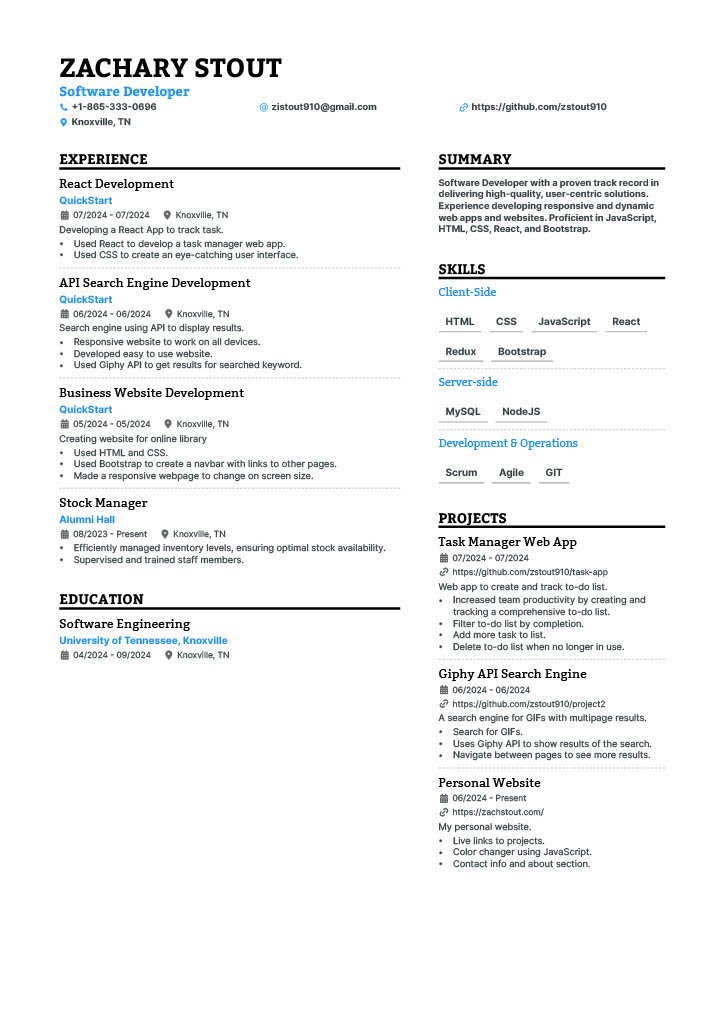 ZACHARY STOUT
Software Developer
+1-865-333-0696 zistout910@gmail.com https://github.com/zstout910
Knoxville, TN
EXPERIENCE
React Development
QuickStart
07/2024 - 07/2024 Knoxville, TN
Developing a React App to track task.
• Used React to develop a task manager web app.
• Used CSS to create an eye-catching user interface.
API Search Engine Development
QuickStart
06/2024 - 06/2024 Knoxville, TN
Search engine using API to display results.
• Responsive website to work on all devices.
• Developed easy to use website.
• Used Giphy API to get results for searched keyword.
Business Website Development
QuickStart
05/2024 - 05/2024 Knoxville, TN
Creating website for online library
• Used HTML and CSS.
• Used Bootstrap to create a navbar with links to other pages.
• Made a responsive webpage to change on screen size.
Stock Manager
Alumni Hall
08/2023 - Present Knoxville, TN
• Efficiently managed inventory levels, ensuring optimal stock availability.
• Supervised and trained staff members.
EDUCATION
Software Engineering
University of Tennessee, Knoxville
04/2024 - 09/2024 Knoxville, TN
SUMMARY
Software Developer with a proven track record in
delivering high-quality, user-centric solutions.
Experience developing responsive and dynamic
web apps and websites. Proficient in JavaScript,
HTML, CSS, React, and Bootstrap.
SKILLS
Client-Side
HTML CSS JavaScript React
Redux Bootstrap
Server-side
MySQL NodeJS
Development & Operations
Scrum Agile GIT
PROJECTS
Task Manager Web App
07/2024 - 07/2024
https://github.com/zstout910/task-app
Web app to create and track to-do list.
• Increased team productivity by creating and
tracking a comprehensive to-do list.
• Filter to-do list by completion.
• Add more task to list.
• Delete to-do list when no longer in use.
Giphy API Search Engine
06/2024 - 06/2024
https://github.com/zstout910/project2
A search engine for GIFs with multipage results.
• Search for GIFs.
• Uses Giphy API to show results of the search.
• Navigate between pages to see more results.
Personal Website
06/2024 - Present
https://zachstout.com/
My personal website.
• Live links to projects.
• Color changer using JavaScript.
• Contact info and about section.